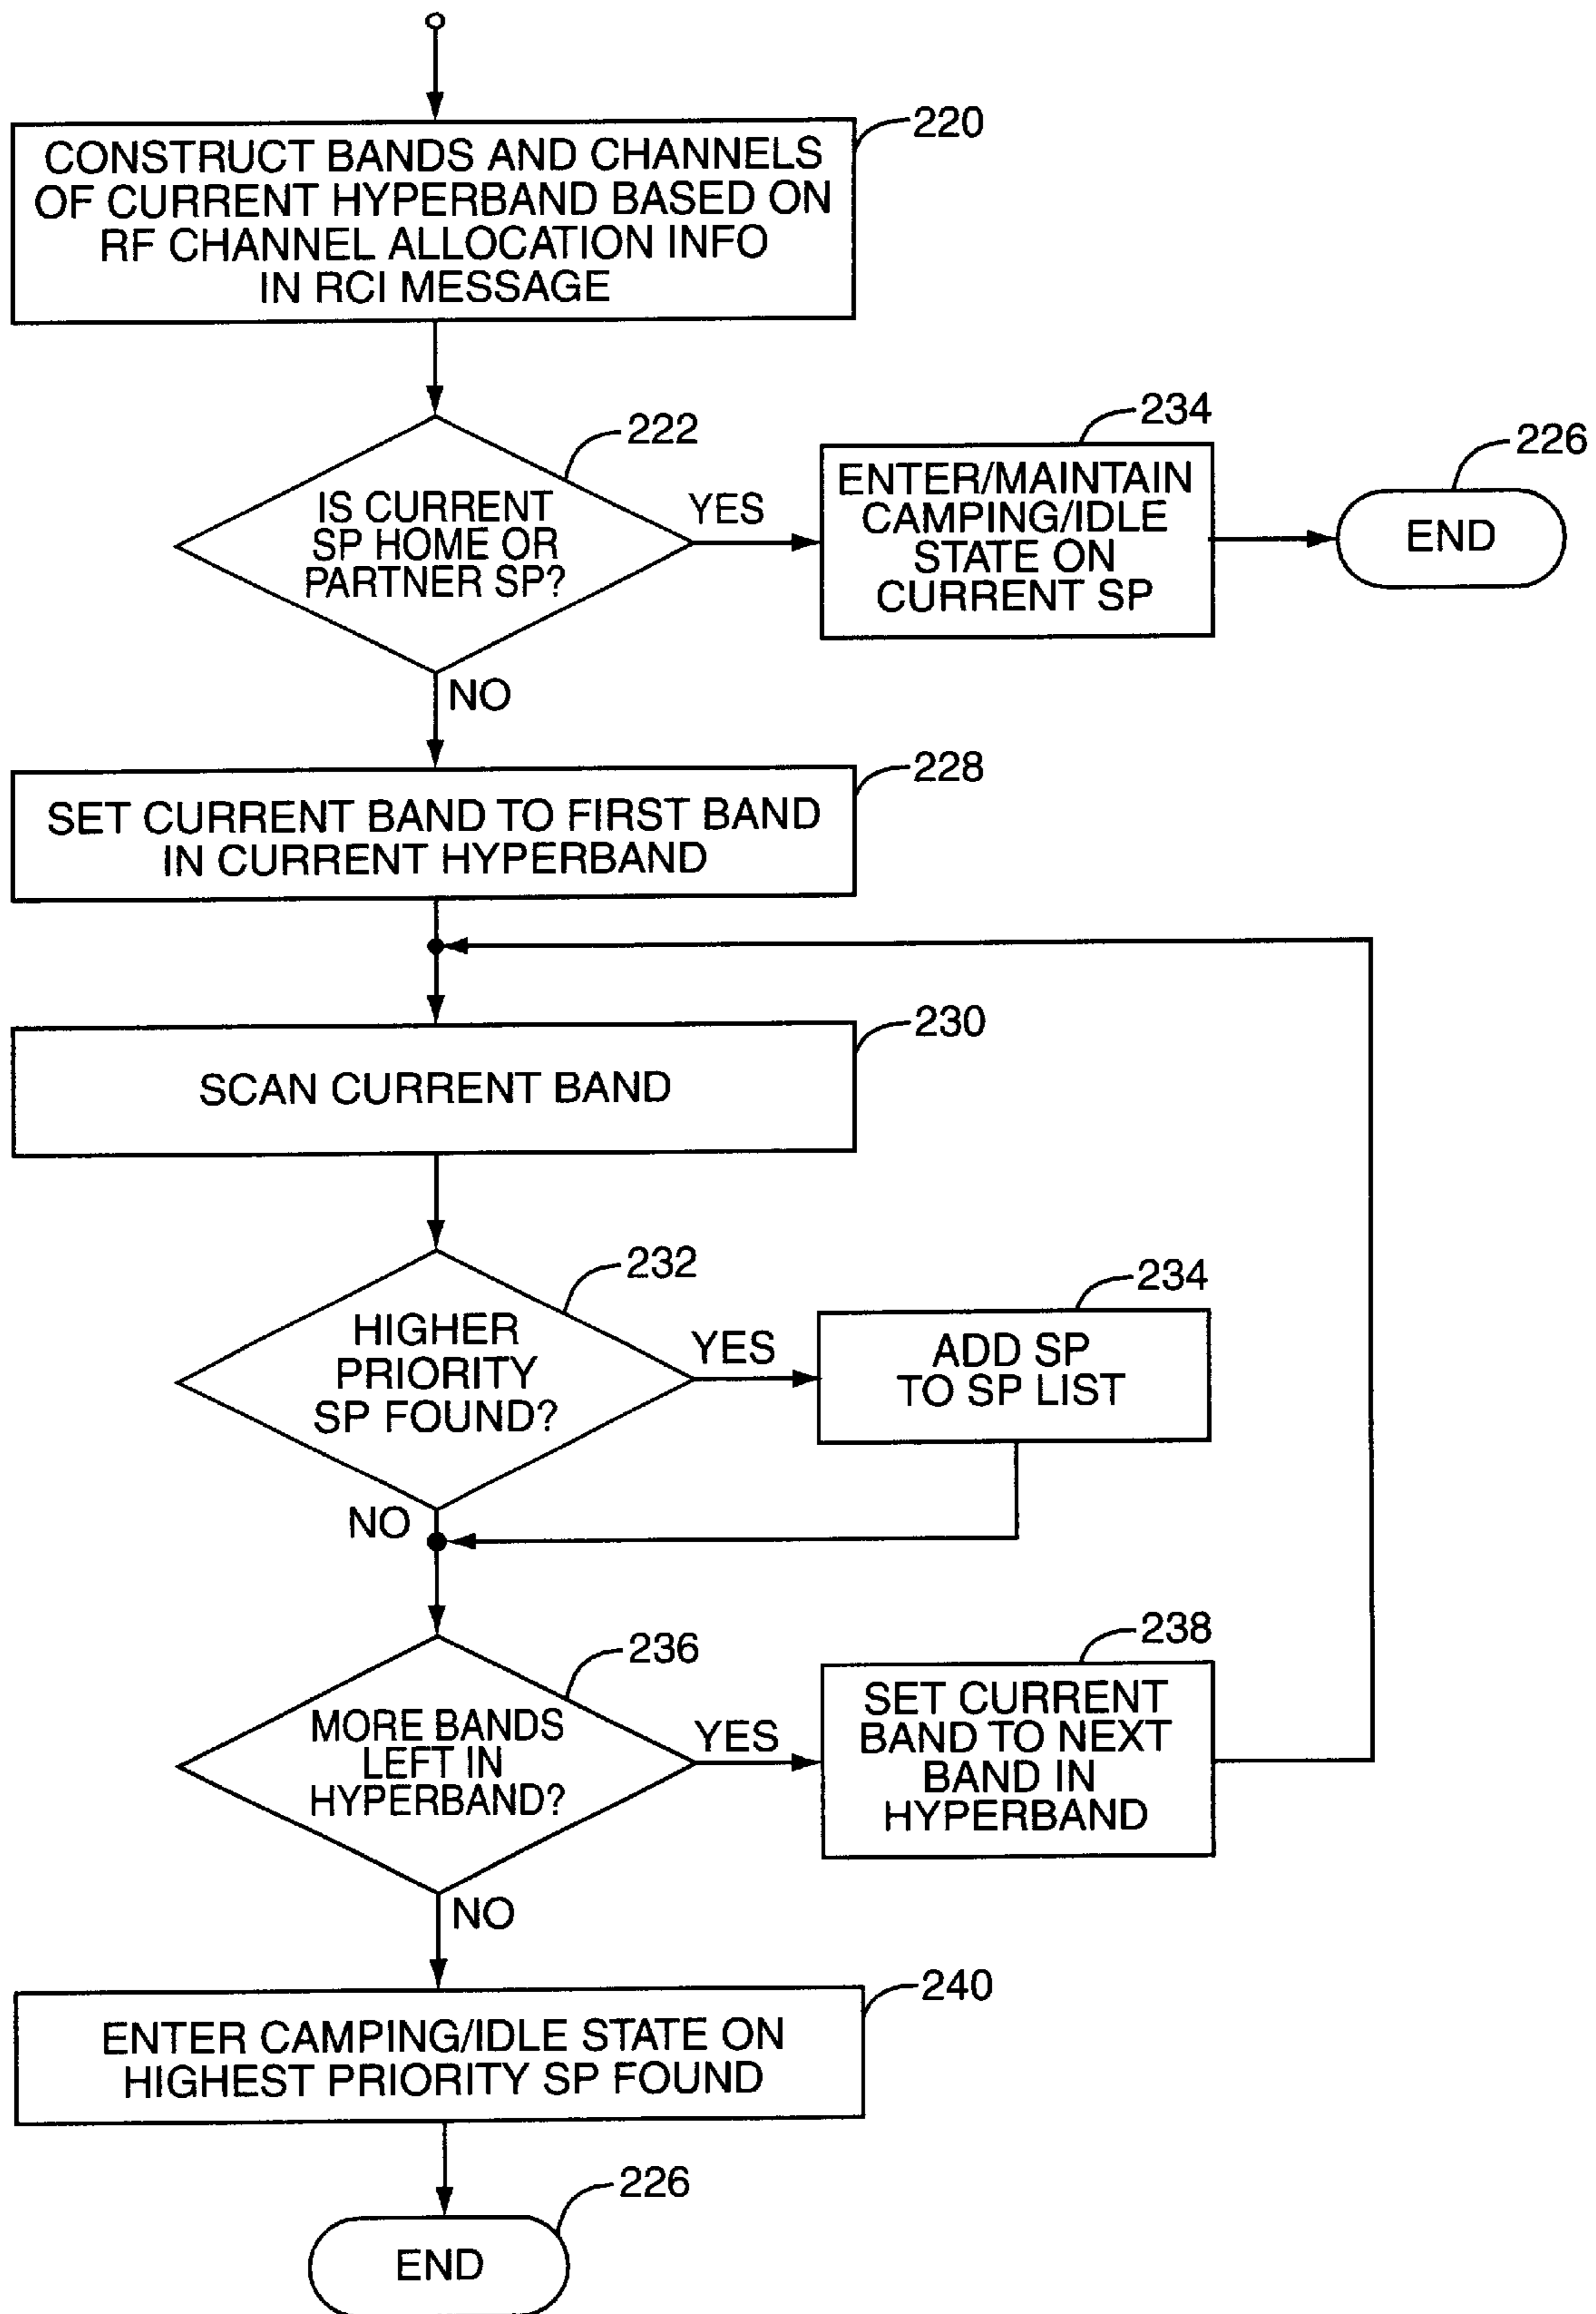 220
CONSTRUCT BANDS AND CHANNELS
OF CURRENT HYPERBAND BASED ON
RF CHANNEL ALLOCATION INFO
IN RCI MESSAGE
222
IS CURRENT
SP HOME OR
PARTNER SP?
YES
234
ENTER/MAINTAIN
CAMPING/IDLE
STATE ON
CURRENT SP
226
END
NO
228
SET CURRENT BAND TO FIRST BAND
IN CURRENT HYPERBAND
230
SCAN CURRENT BAND
232
HIGHER
PRIORITY
SP FOUND?
YES
234
ADD SP
TO SP LIST
NO
236
MORE BANDS
LEFT IN
HYPERBAND?
YES
238
SET CURRENT
BAND TO NEXT
BAND IN
HYPERBAND
NO
240
ENTER CAMPING/IDLE STATE ON
HIGHEST PRIORITY SP FOUND
226
END